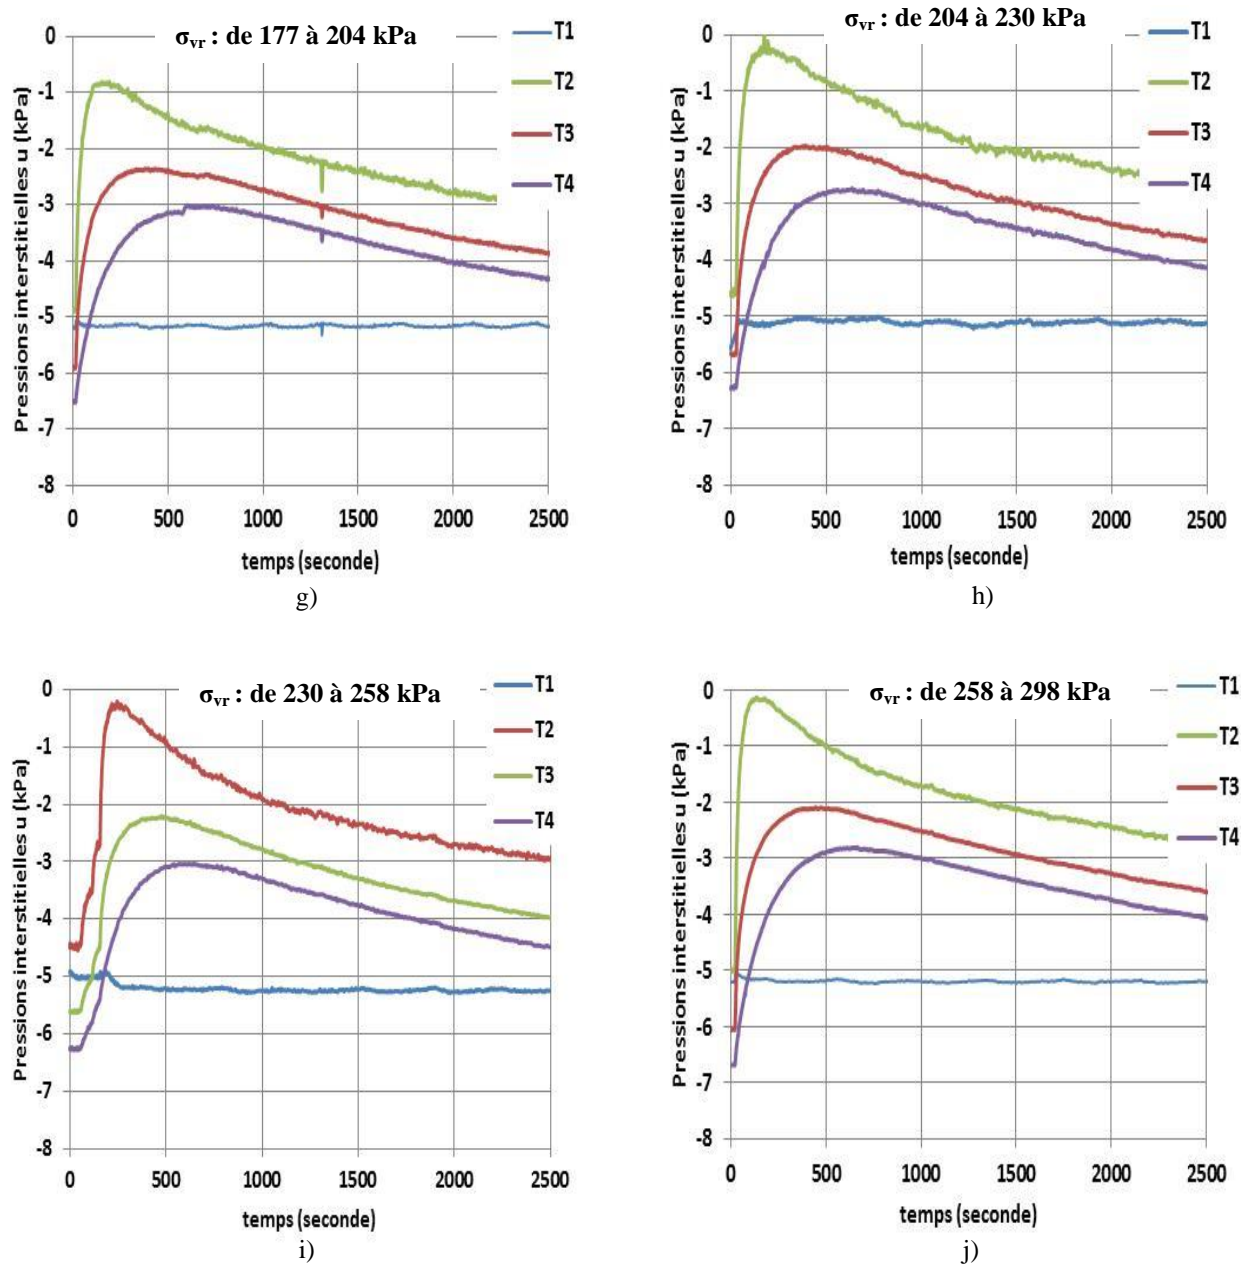 σvr : de 177 à 204 kPa
T1
T2
T3
T4
Pressions interstitielles u (kPa)
0
-1
-2
-3
-4
-5
-6
-7
-8
0 500 1000 1500 2000 2500
temps (seconde)
g)
σvr : de 204 à 230 kPa
T1
T2
T3
T4
Pressions interstitielles u (kPa)
0
-1
-2
-3
-4
-5
-6
-7
-8
0 500 1000 1500 2000 2500
temps (seconde)
h)
σvr : de 230 à 258 kPa
T1
T2
T3
T4
Pressions interstitielles u (kPa)
0
-1
-2
-3
-4
-5
-6
-7
-8
0 500 1000 1500 2000 2500
temps (seconde)
i)
σvr : de 258 à 298 kPa
T1
T2
T3
T4
Pressions interstitielles u (kPa)
0
-1
-2
-3
-4
-5
-6
-7
-8
0 500 1000 1500 2000 2500
temps (seconde)
j)